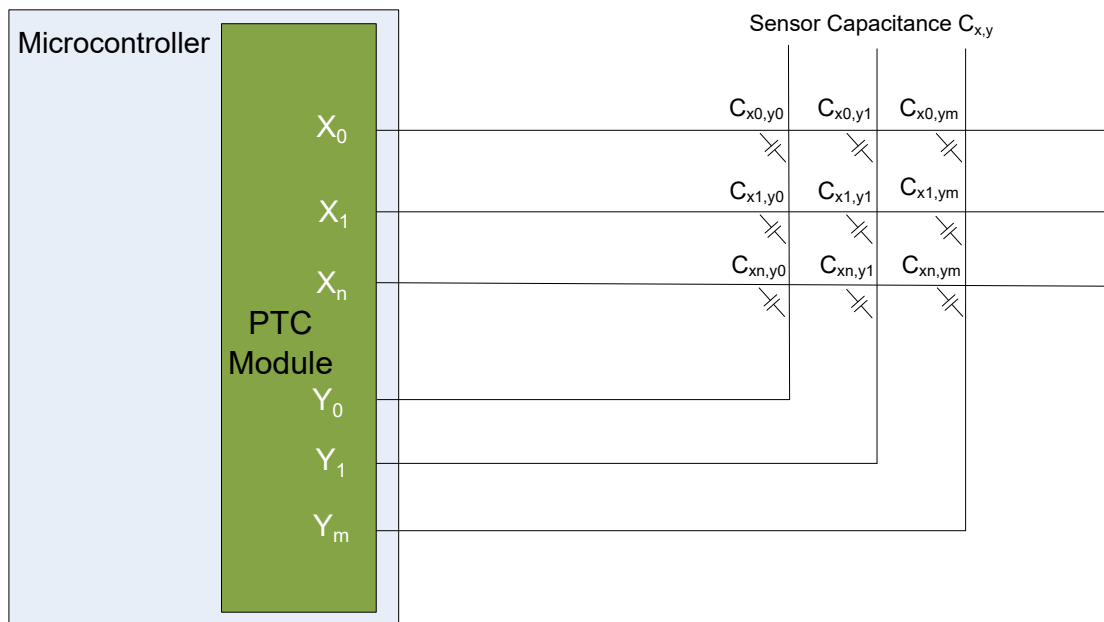 Microcontroller
Sensor Capacitance Cx,y
X0
Cx0,y0 Cx0,y1 Cx0,ym
X1
Cx1,y0 Cx1,y1 Cx1,ym
Xn
Cxn,y0 Cxn,y1 Cxn,ym
PTC
Module
Y0
Y1
Ym